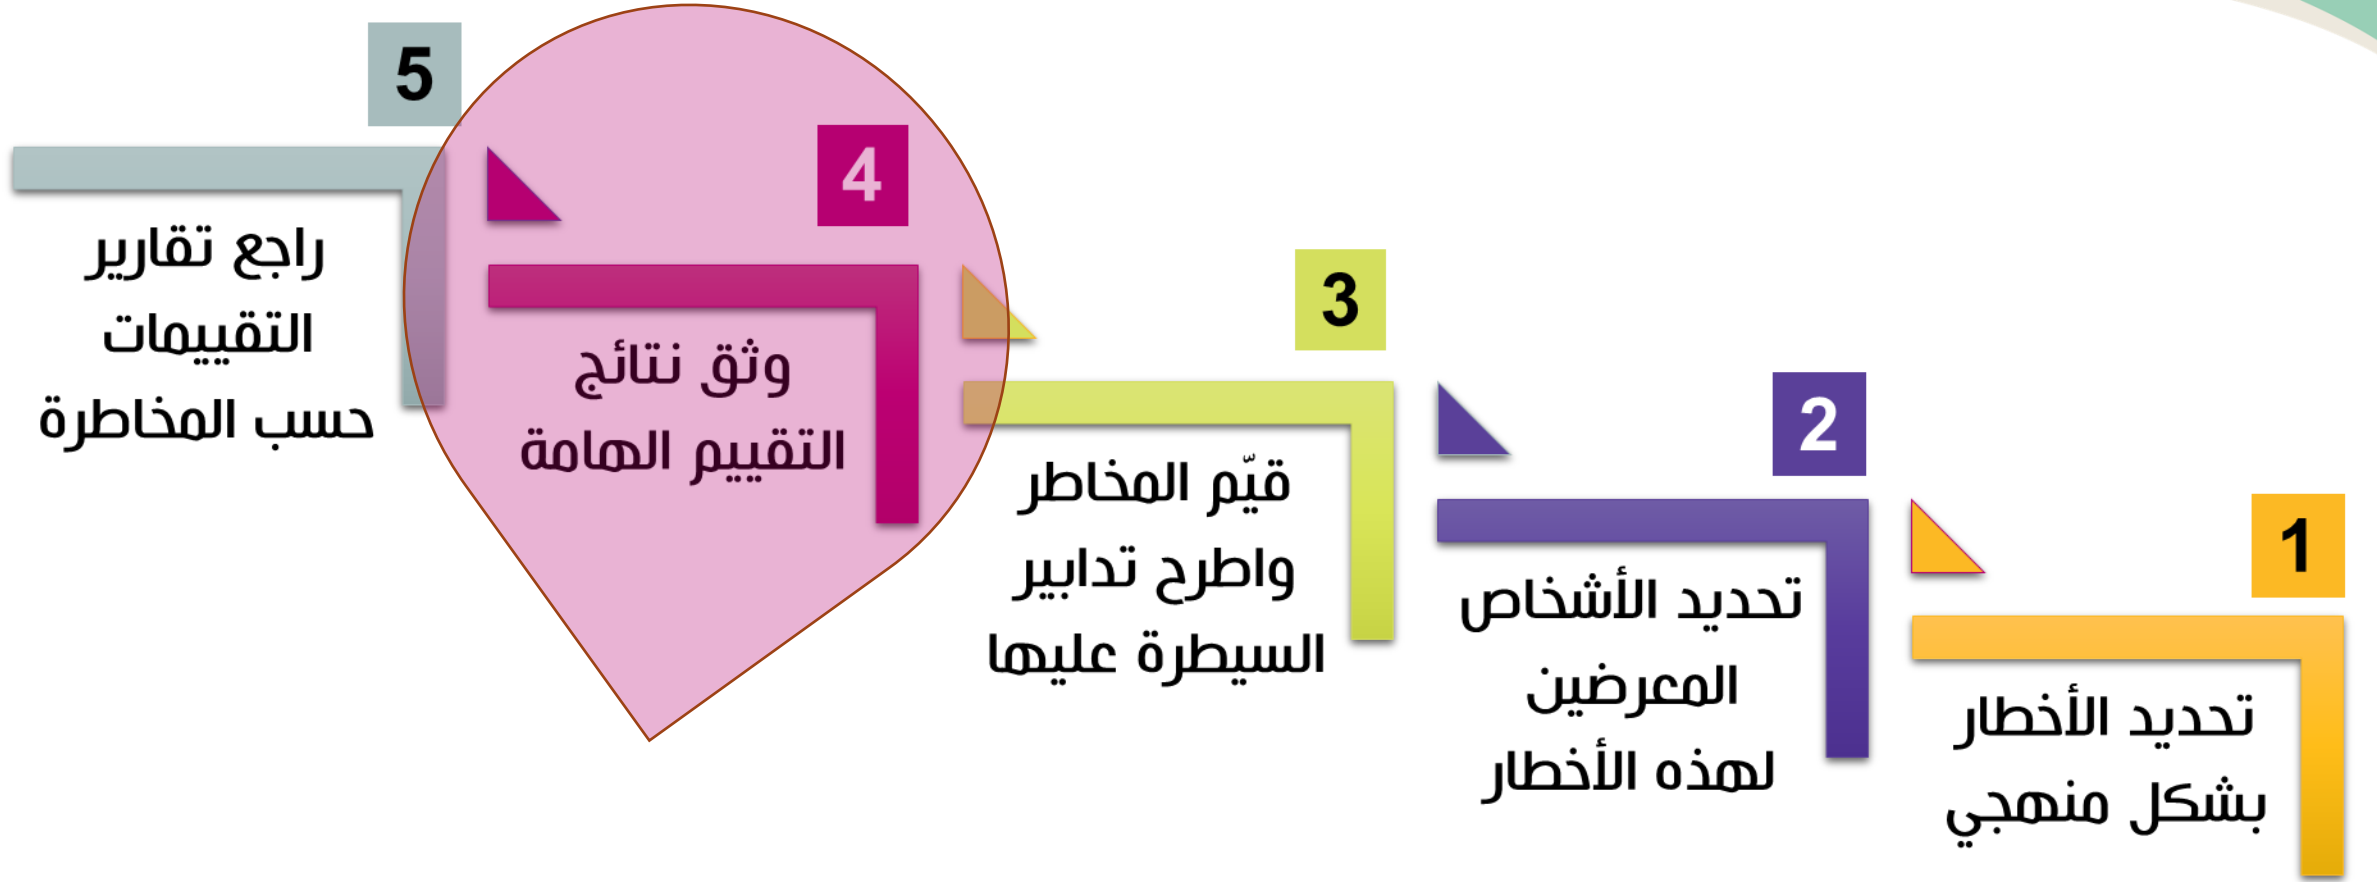 1
تحديد الأخطار
بشكل منهجي
2
تحديد الأشخاص
المعرضين
لهذه الأخطار
3
قيّم المخاطر
واطرح تدابير
السيطرة عليها
4
وثق نتائج
التقييم الهامة
5
راجع تقارير
التقييمات
حسب المخاطرة